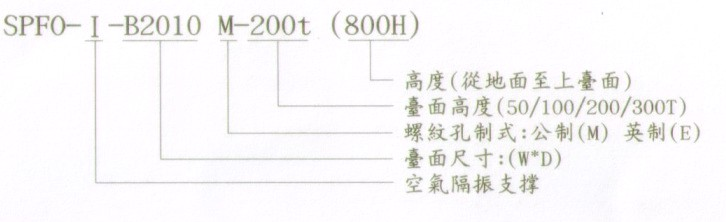 SPFO-I-B2010 M-200t (800H)
高度(從地面至上臺面)
臺面高度(50/100/200/300T)
螺紋孔制式:公制(M) 英制(E)
臺面尺寸:(W*D)
空氣隔振支撐